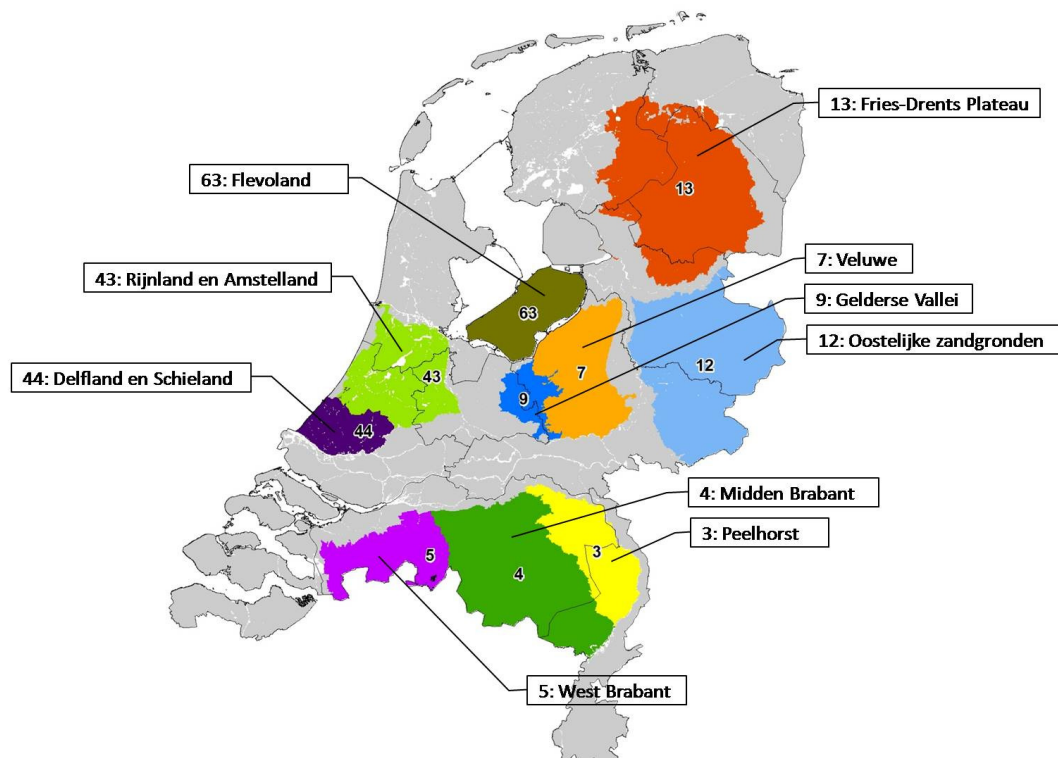 13: Fries-Drents Plateau
63: Flevoland
13
7: Veluwe
43: Rijnland en Amstelland
9: Gelderse Vallei
63
12: Oostelijke zandgronden
44: Delfland en Schieland
43
7
12
9
44
4: Midden Brabant
3: Peelhorst
5
3
4
5: West Brabant